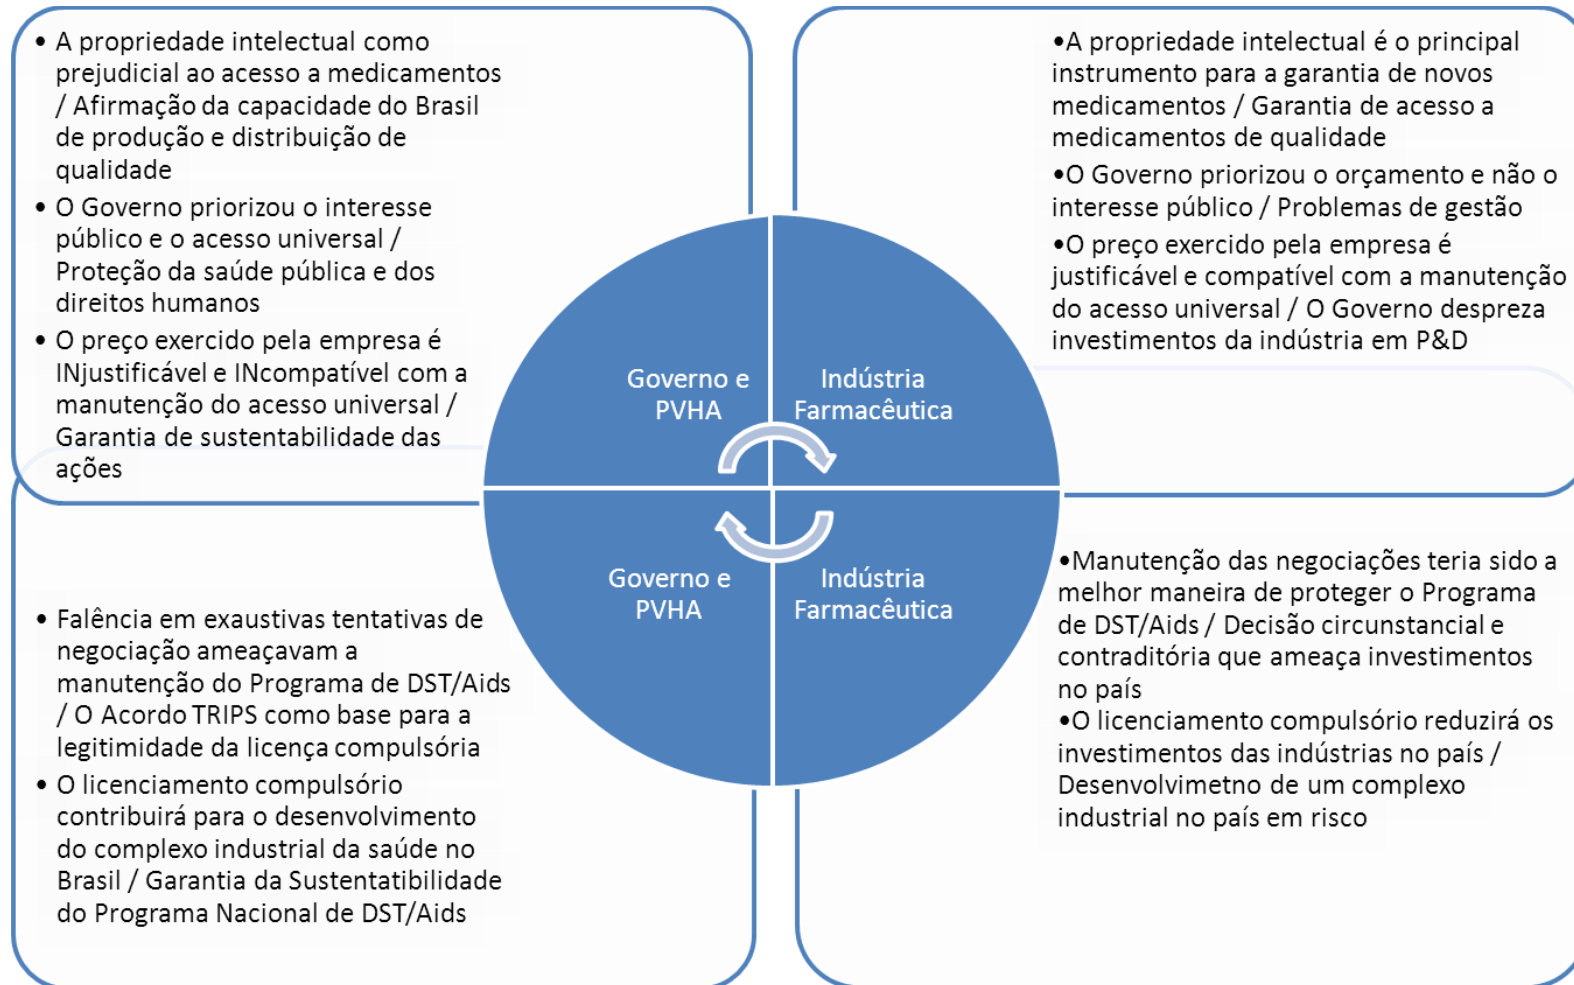 • A propriedade intelectual como
prejudicial ao acesso a medicamentos
/ Afirmação da capacidade do Brasil
de produção e distribuição de
qualidade
• O Governo priorizou o interesse
público e o acesso universal /
Proteção da saúde pública e dos
direitos humanos
• O preço exercido pela empresa é
INjustificável e INcompatível com a
manutenção do acesso universal /
Garantia de sustentabilidade das
ações
•A propriedade intelectual é o principal
instrumento para a garantia de novos
medicamentos / Garantia de acesso a
medicamentos de qualidade
•O Governo priorizou o orçamento e não o
interesse público / Problemas de gestão
•O preço exercido pela empresa é
justificável e compatível com a manutenção
do acesso universal / O Governo despreza
investimentos da indústria em P&D
Governo e
PVHA
Indústria
Farmacêutica
Governo e
PVHA
Indústria
Farmacêutica
• Falência em exaustivas tentativas de
negociação ameaçavam a
manutenção do Programa de DST/Aids
/ O Acordo TRIPS como base para a
legitimidade da licença compulsória
• O licenciamento compulsório
contribuirá para o desenvolvimento
do complexo industrial da saúde no
Brasil / Garantia da Sustentatibilidade
do Programa Nacional de DST/Aids
•Manutenção das negociações teria sido a
melhor maneira de proteger o Programa
de DST/Aids / Decisão circunstancial e
contraditória que ameaça investimentos
no país
•O licenciamento compulsório reduzirá os
investimentos das indústrias no país /
Desenvolvimetno de um complexo
industrial no país em risco